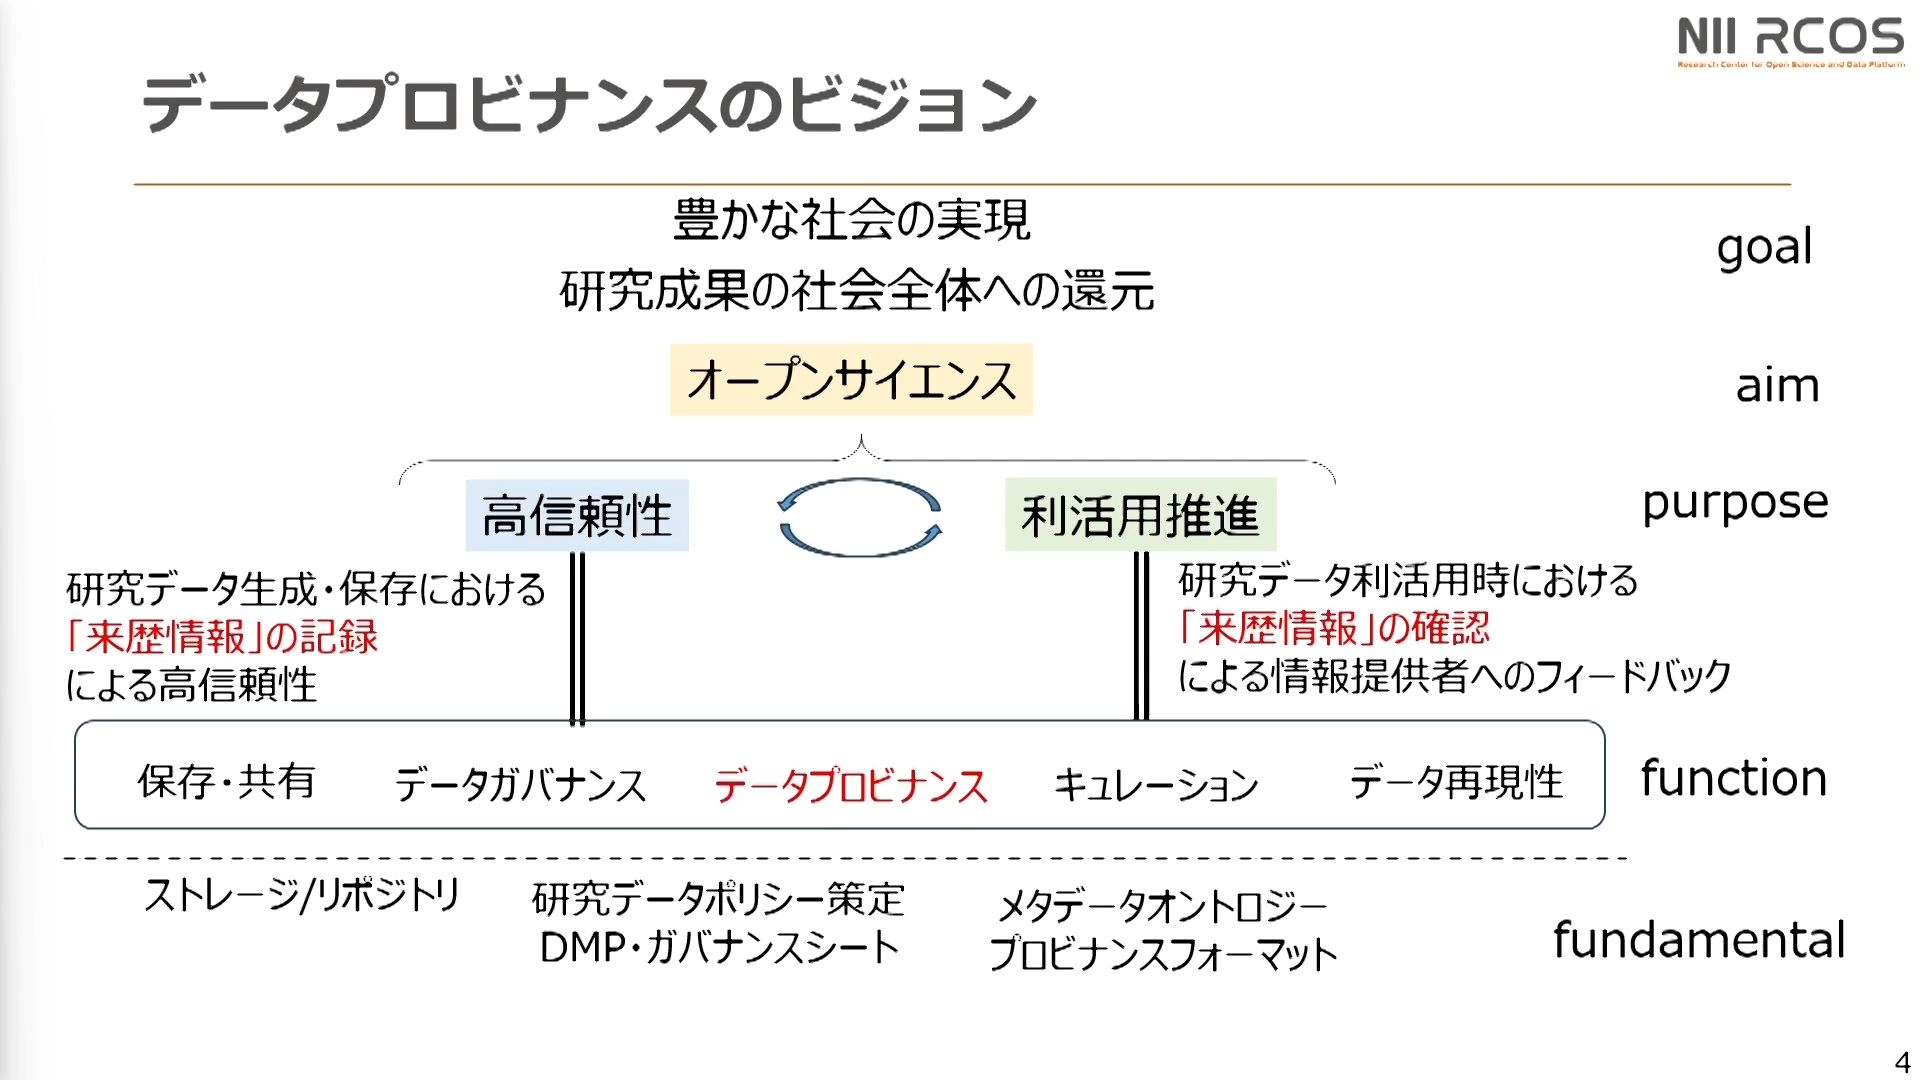 NII RCOS
Research Center for Open Science and Data Platform
データプロビナンスのビジョン
豊かな社会の実現
研究成果の社会全体への還元
goal
オープンサイエンス
aim
高信頼性
利活用推進
purpose
研究データ生成・保存における
「来歴情報」の記録
による高信頼性
研究データ利活用時における
「来歴情報」の確認
による情報提供者へのフィードバック
保存・共有
データガバナンス
データプロビナンス
キュレーション
データ再現性
function
ストレージ/リポジトリ
研究データポリシー策定
DMP・ガバナンスシート
メタデータオントロジー
プロビナンスフォーマット
fundamental
4